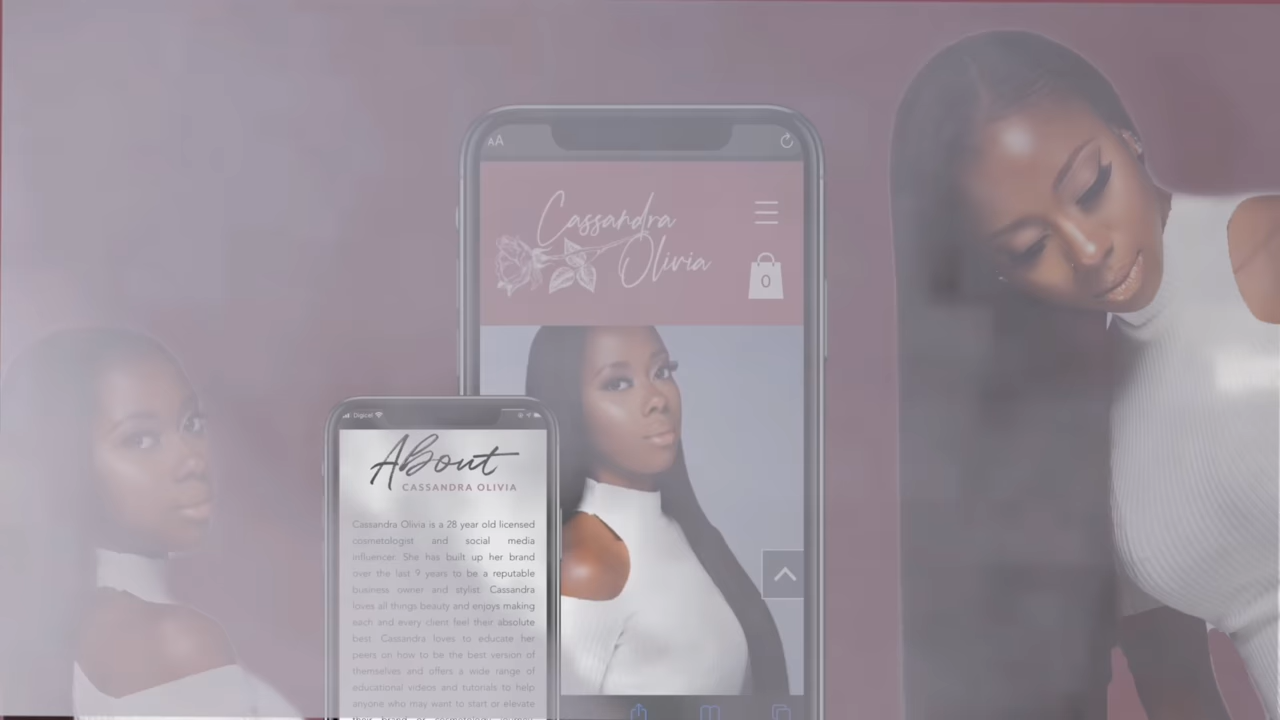 AA
Cassandra
Olivia
0
Digicel
About
CASSANDRA OLIVIA
Cassandra Olivia is a 28 year old licensed
cosmetologist and social media
influencer. She has built up her brand
over the last 9 years to be a reputable
business owner and stylist. Cassandra
loves all things beauty and enjoys making
each and every client feel their absolute
best. Cassandra loves to educate her
peers on how to be the best version of
themselves and offers a wide range of
educational videos and tutorials to help
anyone who may want to start or elevate